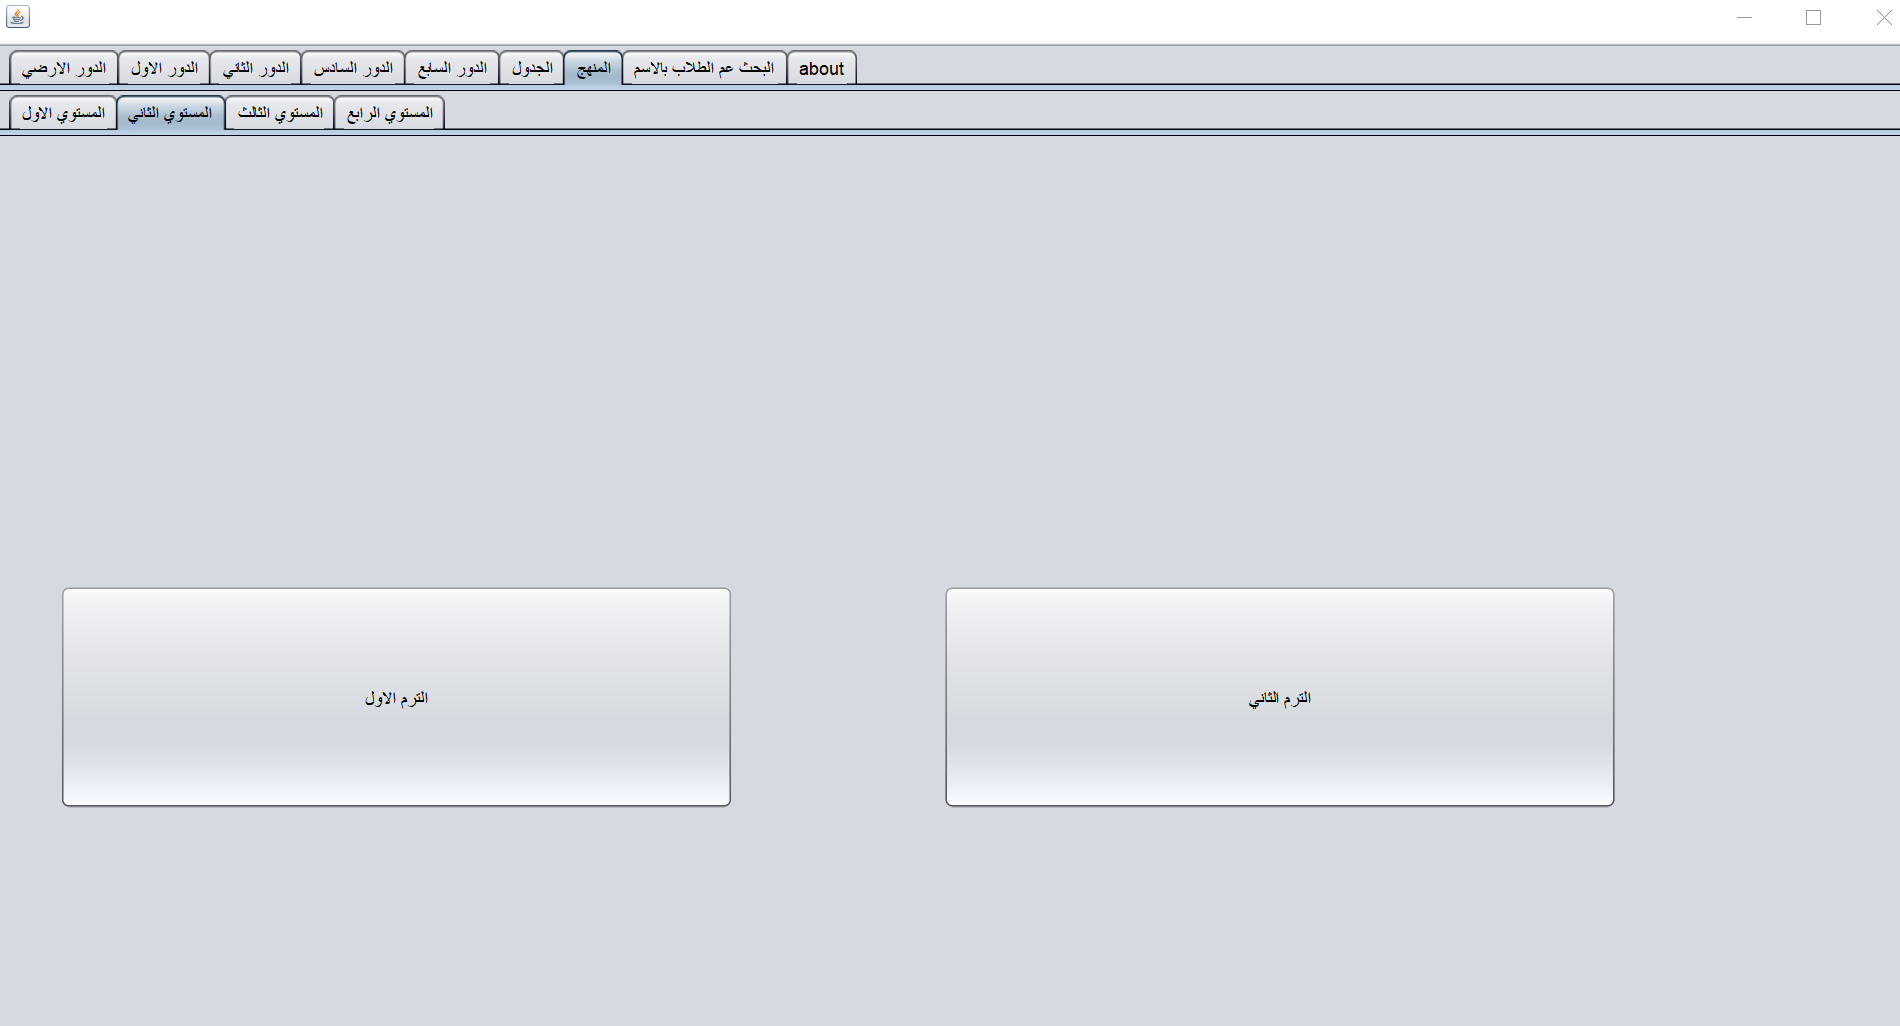 الدور الارضي الدور الاول الدور الثاني الدور السادس الدور السابع الجدول المنهج البحث عم الطلاب بالاسم about
المستوي الاول المستوي الثاني المستوي الثالث المستوي الرابع
الترم الاول الترم الثاني